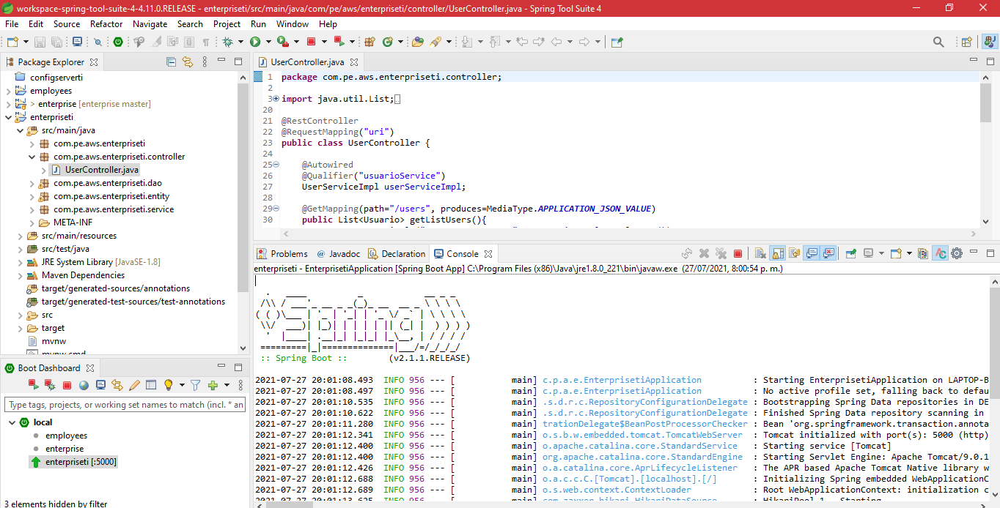 workspace-spring-tool-suite-4-4.11.0.RELEASE - enterpriseti/src/main/java/com/pe/aws/enterpriseti/controller/UserController.java - Spring Tool Suite 4
File Edit Source Refactor Navigate Search Project Run Window Help
Package Explorer
configserverti
employees
> enterprise [enterprise master]
enterpriseti
src/main/java
com.pe.aws.enterpriseti
com.pe.aws.enterpriseti.controller
UserController.java
com.pe.aws.enterpriseti.dao
com.pe.aws.enterpriseti.entity
com.pe.aws.enterpriseti.service
META-INF
src/main/resources
src/test/java
JRE System Library [JavaSE-1.8]
Maven Dependencies
target/generated-sources/annotations
target/generated-test-sources/test-annotations
src
target
mvnw
mvnw.cmd
Boot Dashboard
Type tags, projects, or working set names to match (incl. * an
local
employees
enterprise
enterpriseti [:5000]
3 elements hidden by filter
UserController.java
1 package com.pe.aws.enterpriseti.controller;
2
3 import java.util.List;
20
21 @RestController
22 @RequestMapping("uri")
23 public class UserController {
24
25 @Autowired
26 @Qualifier("usuarioService")
27 UserServiceImpl userServiceImpl;
28
29 @GetMapping(path="/users", produces=MediaType.APPLICATION_JSON_VALUE)
30 public List<Usuario> getListUsers(){
Problems @ Javadoc Declaration Console
enterpriseti - EnterprisetiApplication [Spring Boot App] C:\Program Files (x86)\Java\jre1.8.0_221\bin\javaw.exe (27/07/2021, 8:00:54 p. m.)
  .   ____          _            __ _ _
 /\\ / ___'_ __ _ _(_)_ __  __ _ \ \ \ \
( ( )\___ | '_ | '_| | '_ \/ _` | \ \ \ \
 \\/  ___)| |_)| | | | | || (_| |  ) ) ) )
  '  |____| .__|_| |_|_| |_\__, | / / / /
 =========|_|==============|___/=/_/_/_/
 :: Spring Boot ::        (v2.1.1.RELEASE)
2021-07-27 20:01:08.493 INFO 956 --- [ main] c.p.a.e.EnterprisetiApplication : Starting EnterprisetiApplication on LAPTOP-B
2021-07-27 20:01:08.497 INFO 956 --- [ main] c.p.a.e.EnterprisetiApplication : No active profile set, falling back to defau
2021-07-27 20:01:10.535 INFO 956 --- [ main] .s.d.r.c.RepositoryConfigurationDelegate : Bootstrapping Spring Data repositories in DE
2021-07-27 20:01:10.622 INFO 956 --- [ main] .s.d.r.c.RepositoryConfigurationDelegate : Finished Spring Data repository scanning in
2021-07-27 20:01:11.280 INFO 956 --- [ main] trationDelegate$BeanPostProcessorChecker : Bean 'org.springframework.transaction.annota
2021-07-27 20:01:12.341 INFO 956 --- [ main] o.s.b.w.embedded.tomcat.TomcatWebServer : Tomcat initialized with port(s): 5000 (http)
2021-07-27 20:01:12.400 INFO 956 --- [ main] o.apache.catalina.core.StandardService : Starting service [Tomcat]
2021-07-27 20:01:12.400 INFO 956 --- [ main] org.apache.catalina.core.StandardEngine : Starting Servlet Engine: Apache Tomcat/9.0.1
2021-07-27 20:01:12.426 INFO 956 --- [ main] o.a.catalina.core.AprLifecycleListener : The APR based Apache Tomcat Native library w
2021-07-27 20:01:12.688 INFO 956 --- [ main] o.a.c.c.C.[Tomcat].[localhost].[/] : Initializing Spring embedded WebApplicationC
2021-07-27 20:01:12.689 INFO 956 --- [ main] o.s.web.context.ContextLoader : Root WebApplicationContext: initialization c
2021-07-27 20:01:13.625 INFO 956 --- [ main] com.zaxxer.hikari.HikariDataSource : HikariPool-1 - Starting...